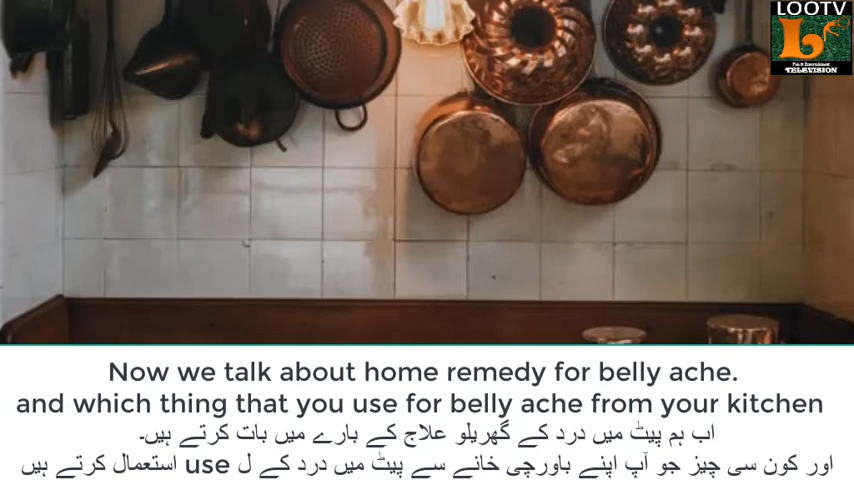 LOOTV
Fun & Entertainment
TELEVISION
Now we talk about home remedy for belly ache.
and which thing that you use for belly ache from your kitchen
اب ہم پیٹ میں درد کے گھریلو علاج کے بارے میں بات کرتے ہیں۔
اور کون سی چیز جو آپ اپنے باورچی خانے سے پیٹ میں درد کے ل use استعمال کرتے ہیں